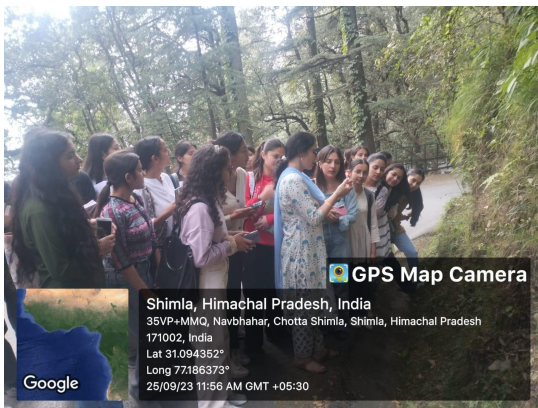 GPS Map Camera
Shimla, Himachal Pradesh, India
35VP+MMQ, Navbhahar, Chotta Shimla, Shimla, Himachal Pradesh
171002, India
Lat 31.094352°
Long 77.186373°
25/09/23 11:56 AM GMT +05:30
Google